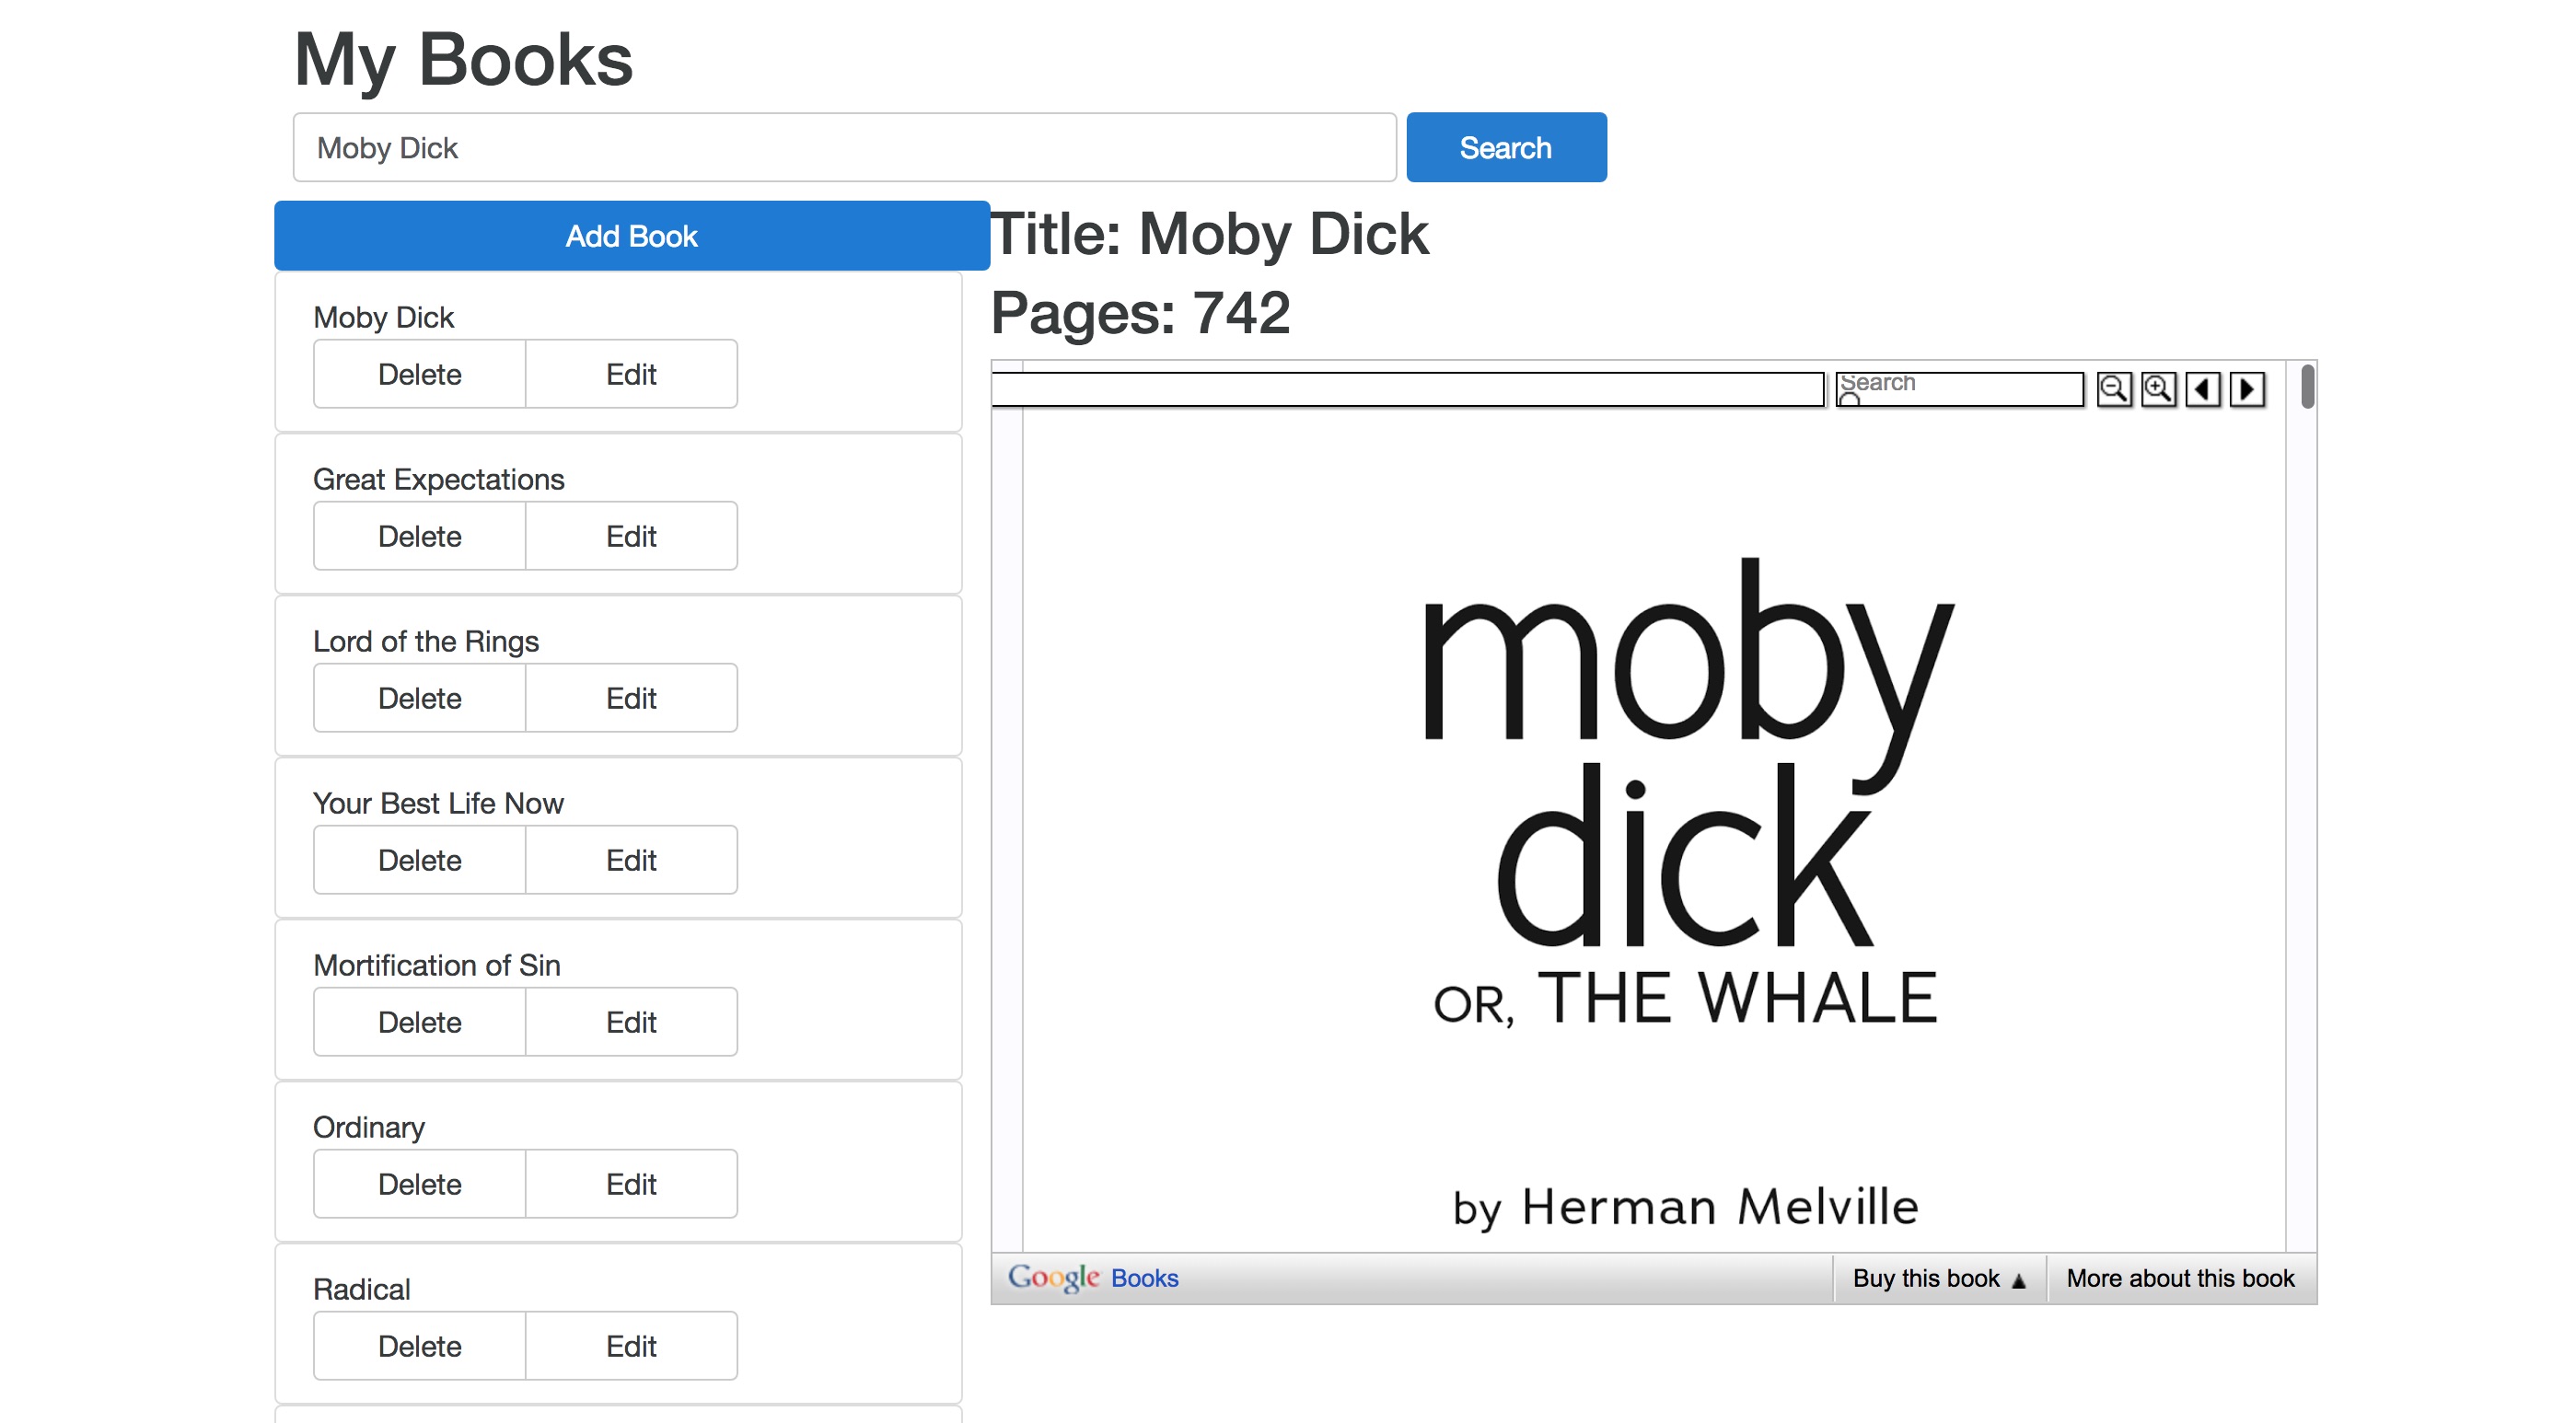 My Books
Moby Dick
Search
Add Book
Moby Dick
Delete Edit
Great Expectations
Delete Edit
Lord of the Rings
Delete Edit
Your Best Life Now
Delete Edit
Mortification of Sin
Delete Edit
Ordinary
Delete Edit
Radical
Delete Edit
Title: Moby Dick
Pages: 742
Search
moby
dick
OR, THE WHALE
by Herman Melville
Google Books
Buy this book ▲
More about this book